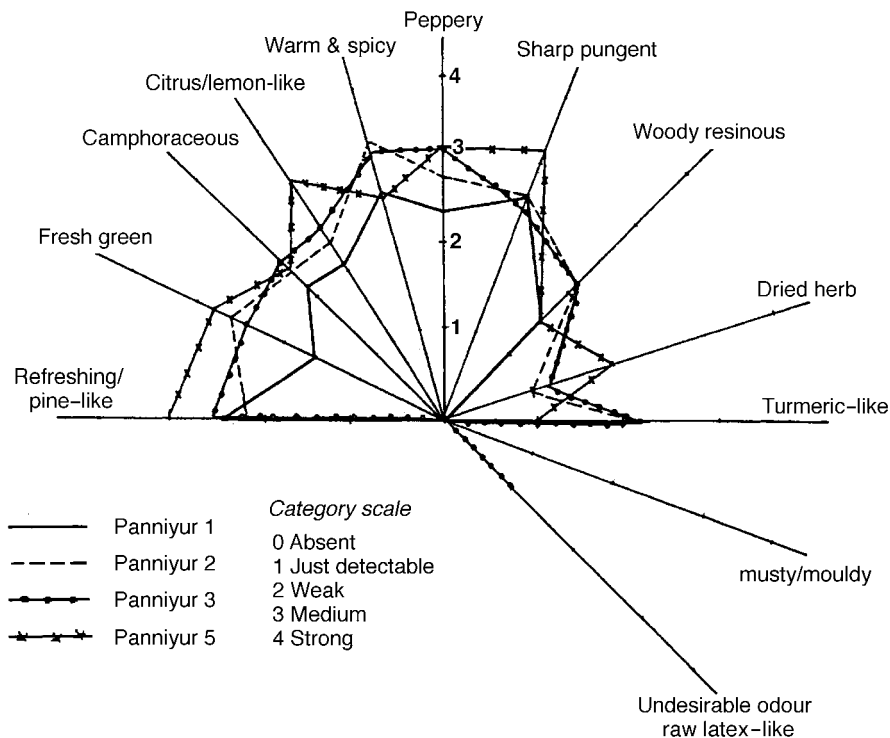 Peppery
Warm & spicy
Sharp pungent
Citrus/lemon-like
Camphoraceous
Woody resinous
Fresh green
Dried herb
Refreshing/
pine-like
Turmeric-like
4
3
2
1
musty/mouldy
Undesirable odour
raw latex-like
Panniyur 1
Panniyur 2
Panniyur 3
Panniyur 5
Category scale
0 Absent
1 Just detectable
2 Weak
3 Medium
4 Strong